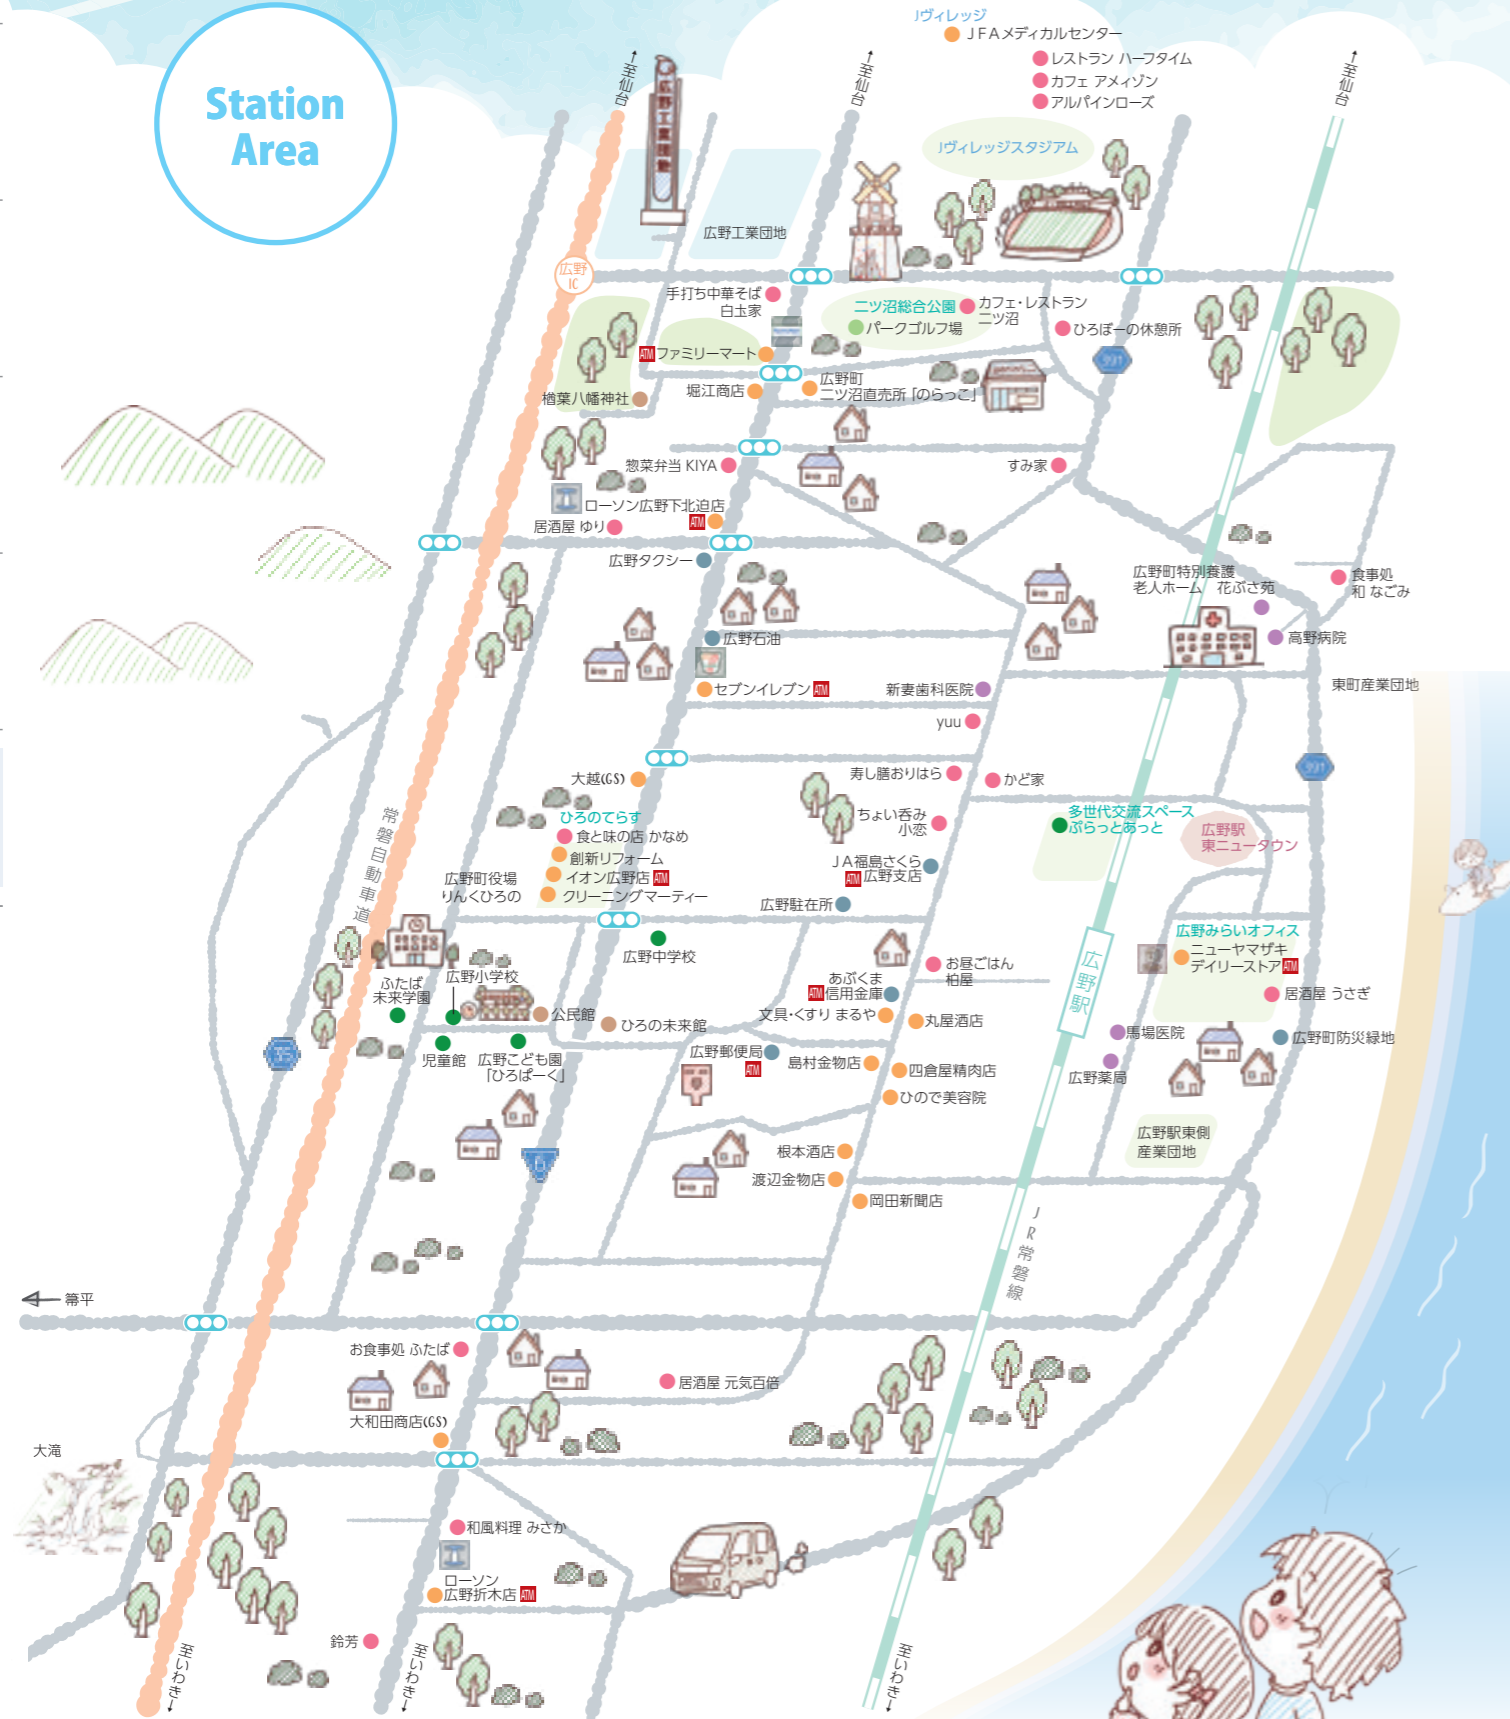 Station
Area
Jヴィレッジ
JFAメディカルセンター
レストラン ハーフタイム
カフェ アメィゾン
アルパインローズ
至仙台
至仙台
至仙台
Jヴィレッジスタジアム
広野工業団地
広野工業団地
広野
IC
手打ち中華そば
白圡家
二ツ沼総合公園
パークゴルフ場
カフェ・レストラン
二ツ沼
ひろぼーの休憩所
ATM ファミリーマート
391
堀江商店
広野町
二ツ沼直売所「のらっこ」
楢葉八幡神社
惣菜弁当 KIYA
すみ家
ローソン広野下北迫店
ATM
居酒屋 ゆり
広野タクシー
広野町特別養護
老人ホーム 花ぶさ苑
食事処
和 なごみ
高野病院
広野石油
セブンイレブン ATM
新妻歯科医院
東町産業団地
yuu
391
大越(GS)
寿し膳おりはら
かど家
ひろのてらす
食と味の店 かなめ
創新リフォーム
イオン広野店 ATM
クリーニングマーティー
ちょい呑み
小恋
多世代交流スペース
ぷらっとあっと
広野駅
東ニュータウン
常磐自動車道
広野町役場
りんくひろの
JA福島さくら
ATM 広野支店
広野駐在所
広野中学校
広野みらいオフィス
ニューヤマザキ
デイリーストア ATM
ふたば
未来学園
広野小学校
お昼ごはん
柏屋
広野駅
あぶくま
ATM 信用金庫
居酒屋 うさぎ
公民館
ひろの未来館
文具・くすり まるや
丸屋酒店
馬場医院
広野町防災緑地
35
児童館
広野こども園
「ひろぱーく」
広野郵便局
ATM
島村金物店
四倉屋精肉店
広野薬局
ひので美容院
6
根本酒店
広野駅東側
産業団地
渡辺金物店
岡田新聞店
JR常磐線
箒平
お食事処 ふたば
居酒屋 元気百倍
大和田商店(GS)
大滝
和風料理 みさか
ローソン
広野折木店 ATM
鈴芳
至いわき
至いわき
至いわき